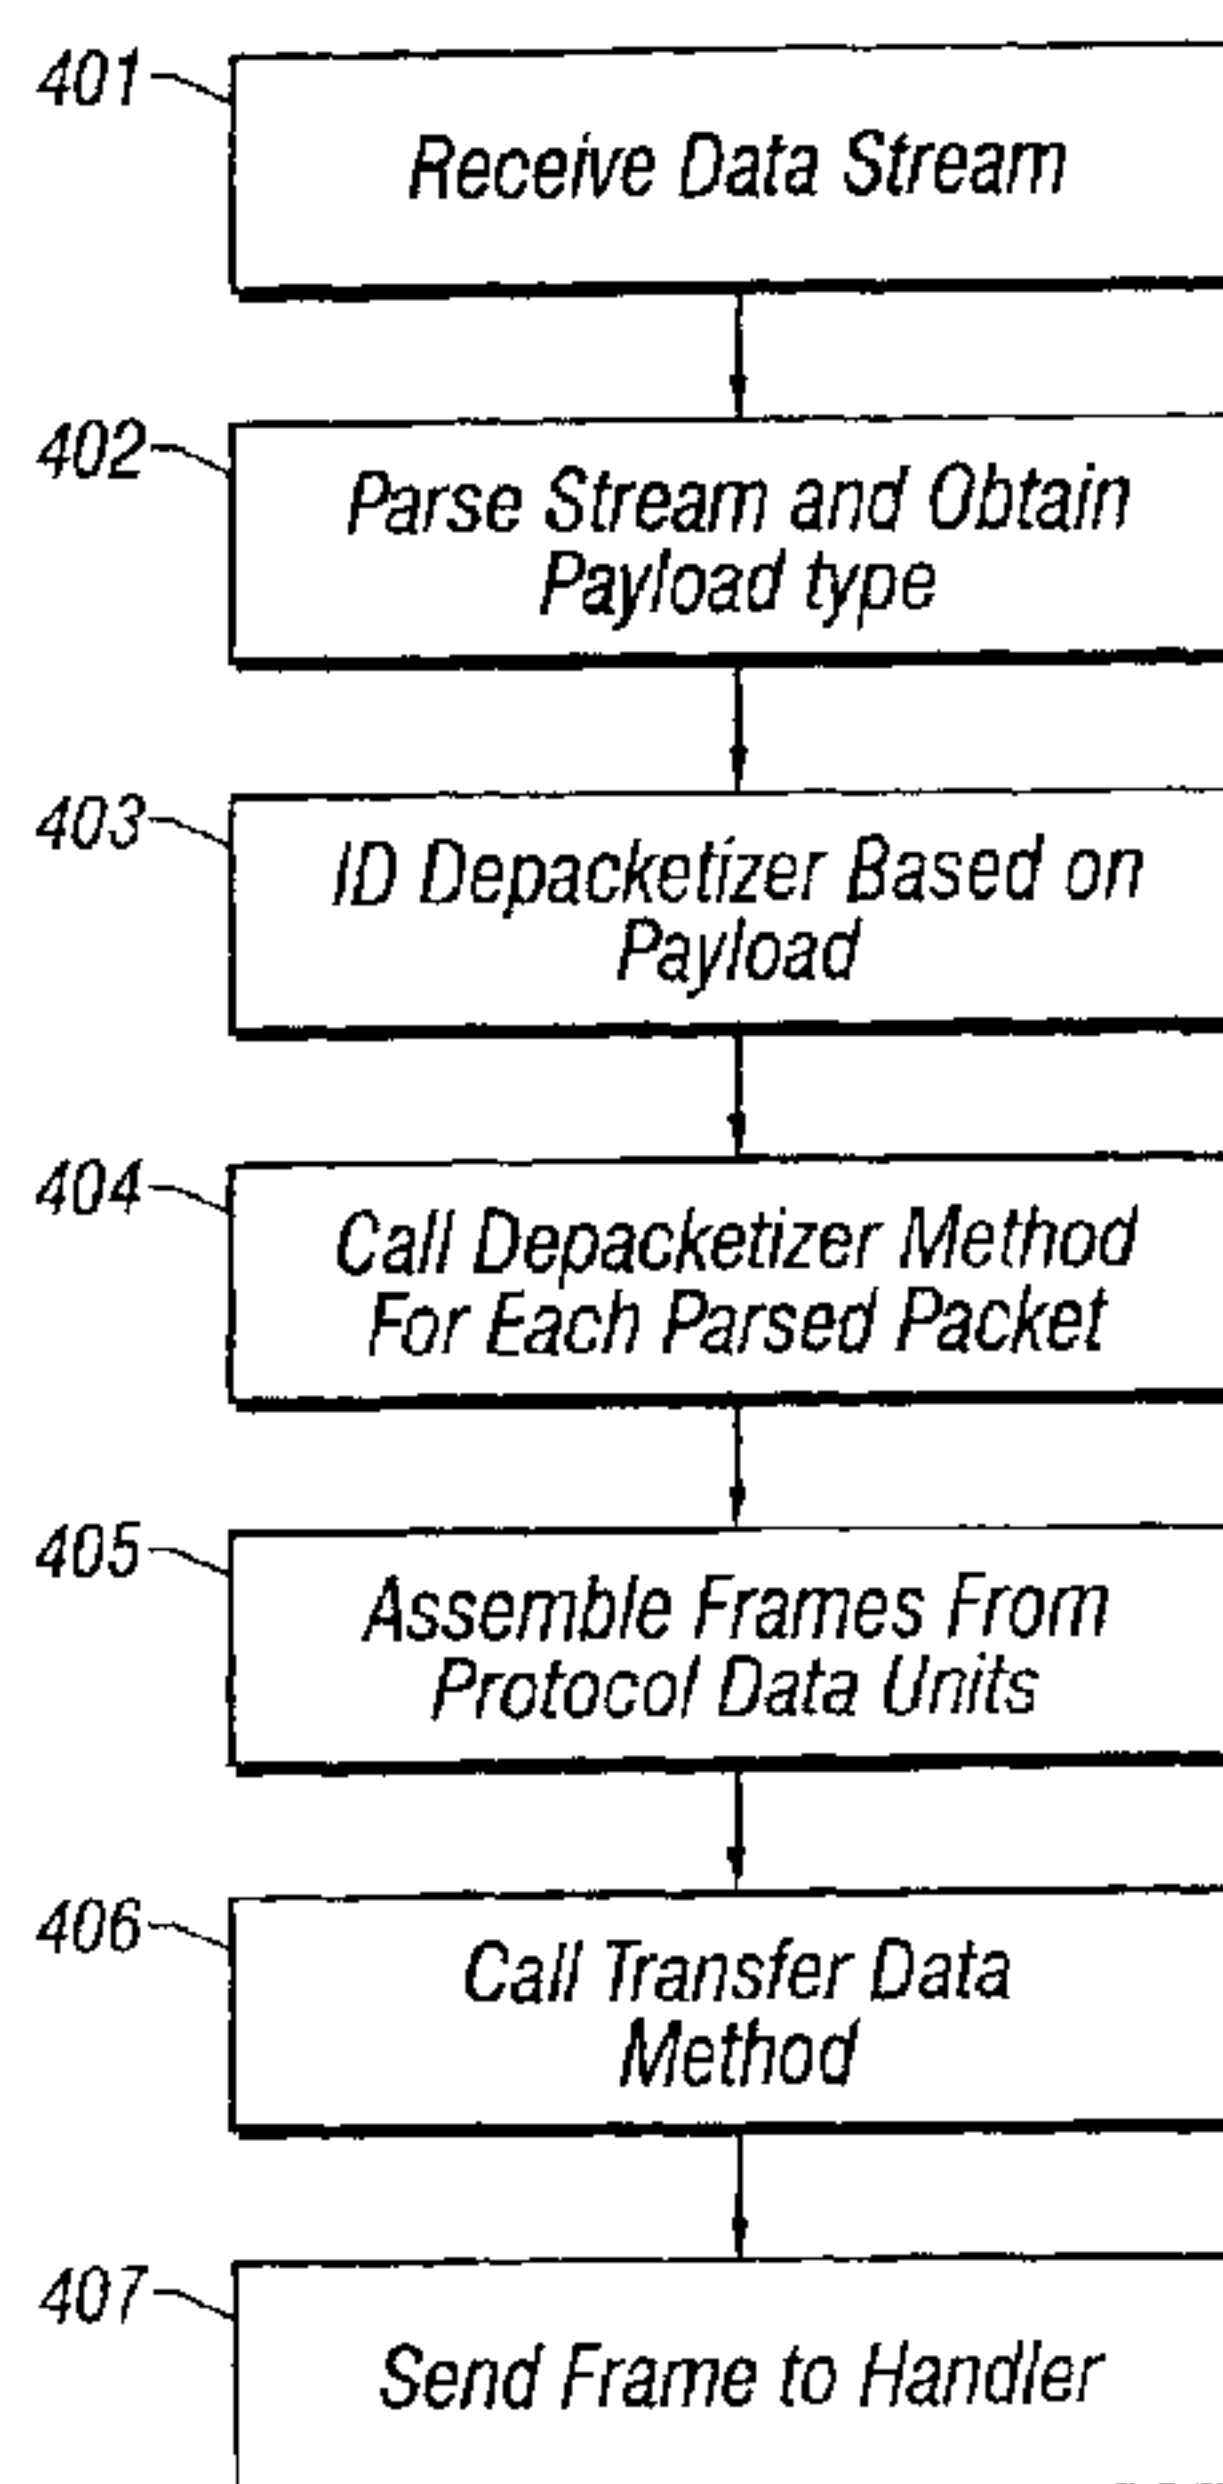 401
Receive Data Stream
402
Parse Stream and Obtain
Payload type
403
ID Depacketizer Based on
Payload
404
Call Depacketizer Method
For Each Parsed Packet
405
Assemble Frames From
Protocol Data Units
406
Call Transfer Data
Method
407
Send Frame to Handler